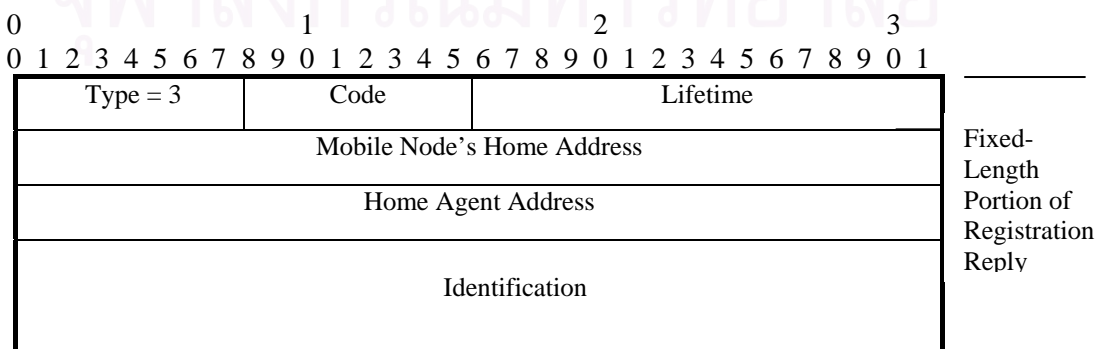 0 1 2 3
0 1 2 3 4 5 6 7 8 9 0 1 2 3 4 5 6 7 8 9 0 1 2 3 4 5 6 7 8 9 0 1
Type = 3 Code Lifetime
Mobile Node’s Home Address
Home Agent Address
Identification
Fixed-
Length
Portion of
Registration
Reply